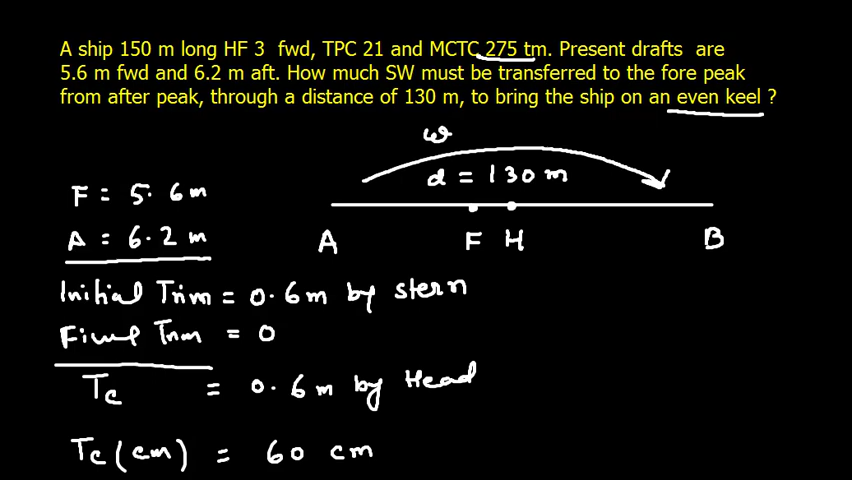 A ship 150 m long HF 3 fwd, TPC 21 and MCTC 275 tm. Present drafts are
5.6 m fwd and 6.2 m aft. How much SW must be transferred to the fore peak
from after peak, through a distance of 130 m, to bring the ship on an even keel ?
w
d = 130 m
F = 5.6 m
A = 6.2 m
A F H B
Initial Trim = 0.6 m by stern
Final Trim = 0
Tc = 0.6 m by Head
Tc (cm) = 60 cm